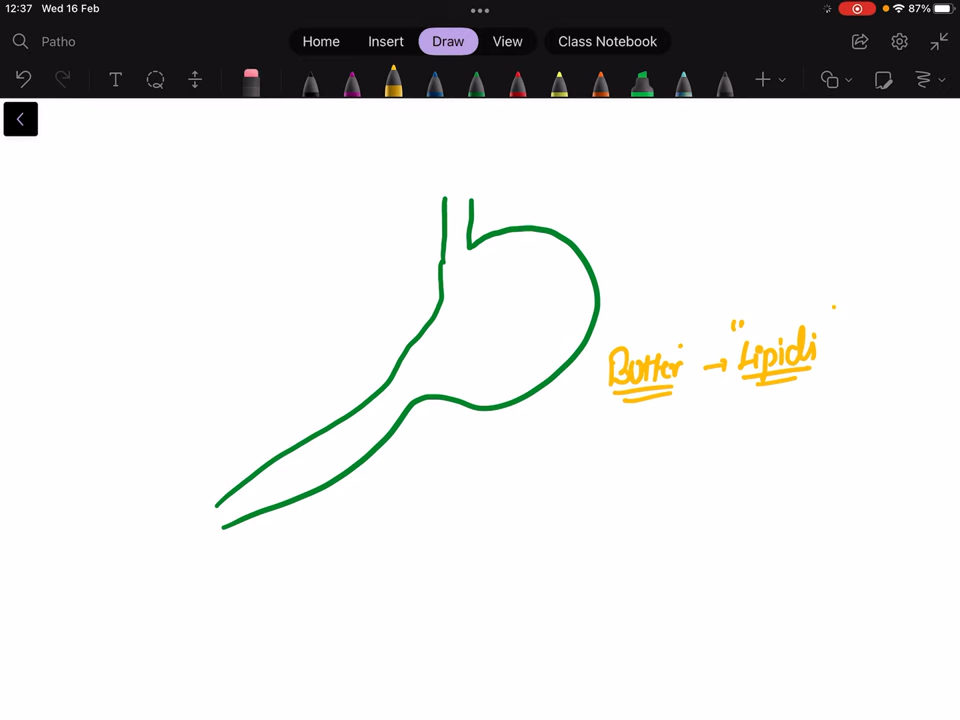 12:37 Wed 16 Feb
87%
Patho
Home Insert Draw View Class Notebook
Butter → "Lipidi